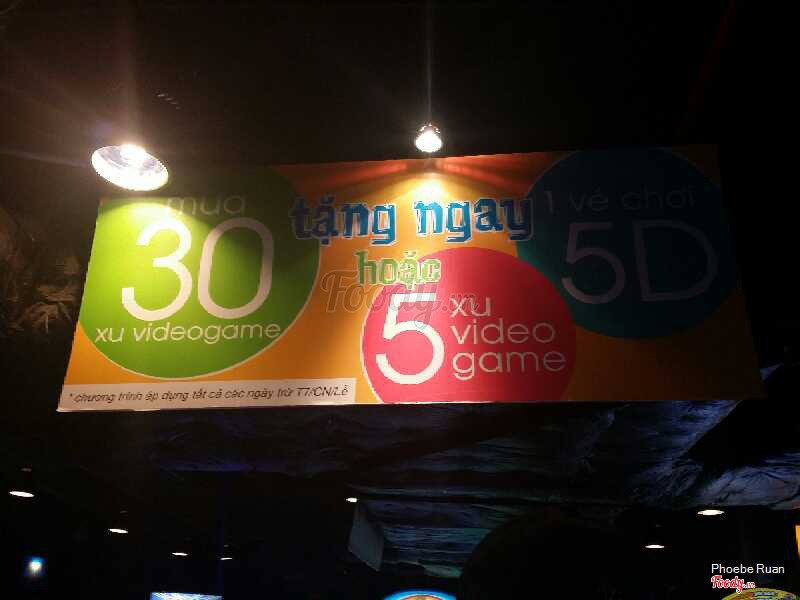 mua
30
xu videogame
tặng ngay
1 vé chơi
5D
hoặc
5 xu
video
game
* chương trình áp dụng tất cả các ngày trừ T7/CN/Lễ
Foody.vn
Phoebe Ruan
Foody.vn